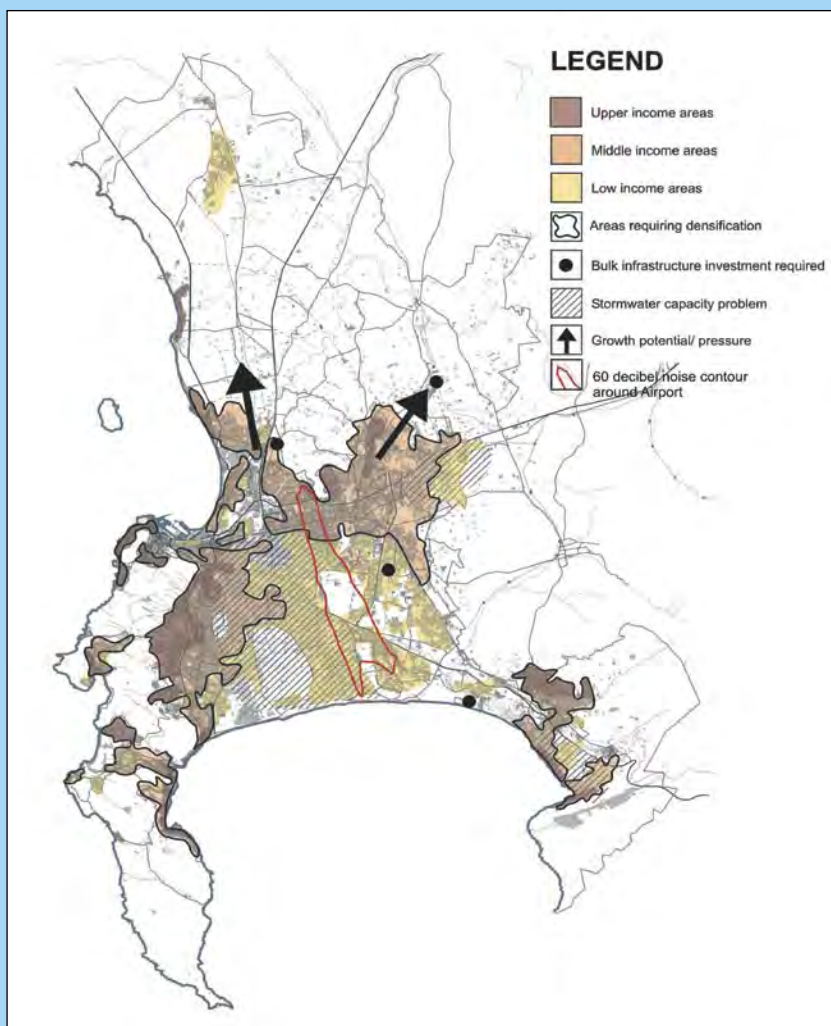 LEGEND
Upper income areas
Middle income areas
Low income areas
Areas requiring densification
Bulk infrastructure investment required
Stormwater capacity problem
Growth potential/ pressure
60 decibel noise contour
around Airport